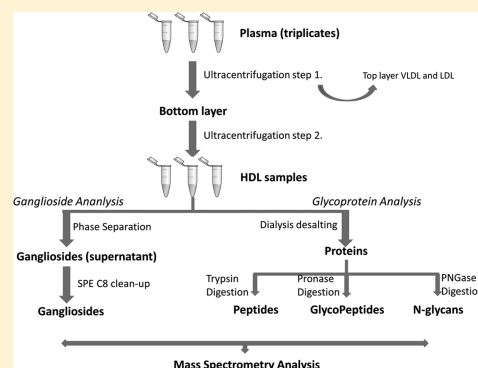 Plasma (triplicates)
Ultracentrifugation step 1.
Top layer VLDL and LDL
Bottom layer
Ultracentrifugation step 2.
HDL samples
Ganglioside Ananlysis
Glycoprotein Analysis
Phase Separation
Dialysis desalting
Gangliosides (supernatant)
Proteins
SPE C8 clean-up
Trypsin
Digestion
Pronase
Digestion
PNGase
Digestio
Gangliosides
Peptides
GlycoPeptides
N-glycans
Mass Spectrometry Analysis